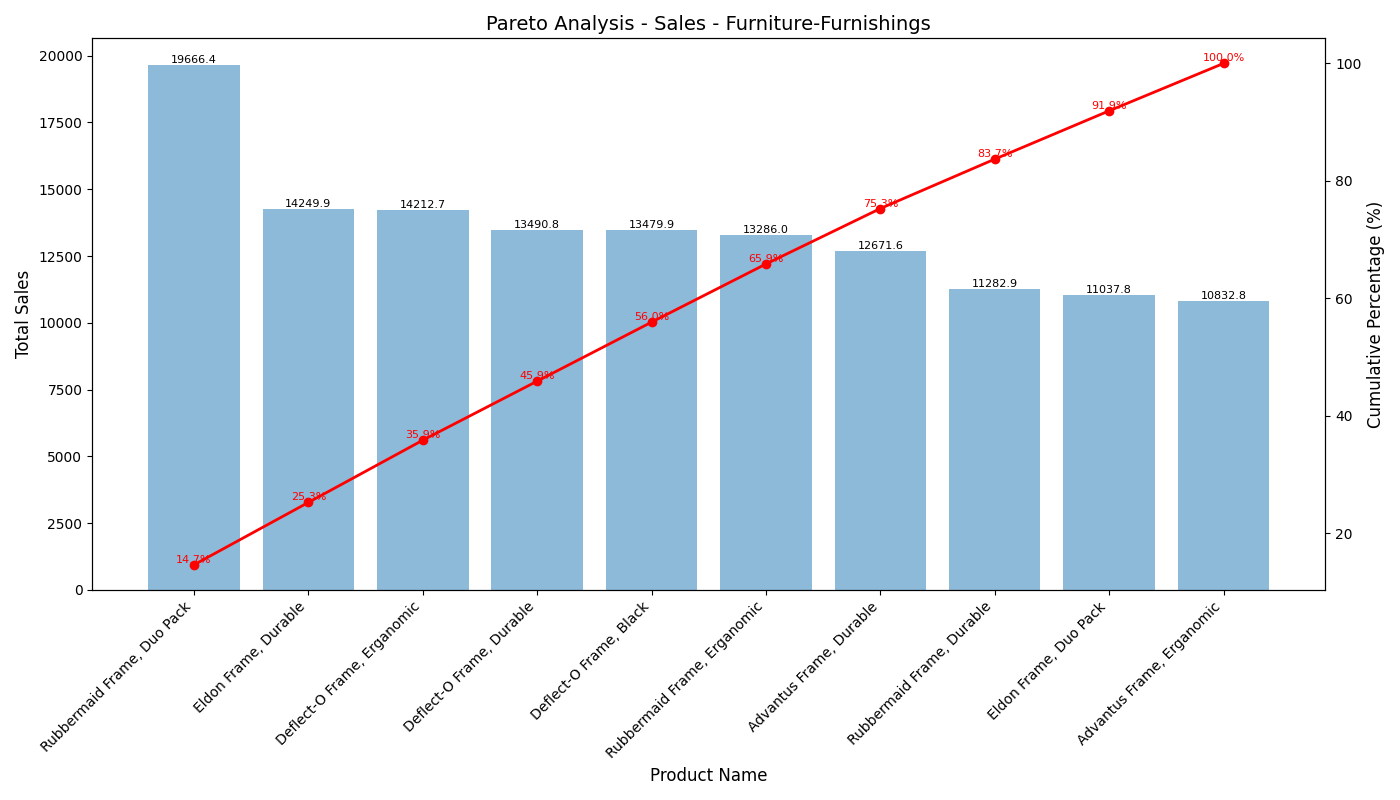 Pareto Analysis - Sales - Furniture-Furnishings
Total Sales
20000
17500
15000
12500
10000
7500
5000
2500
0
19666.4
14249.9
14212.7
13490.8
13479.9
13286.0
12671.6
11282.9
11037.8
10832.8
14.7%
25.3%
35.9%
45.9%
56.0%
65.9%
75.3%
83.7%
91.9%
100.0%
100
80
60
40
20
Cumulative Percentage (%)
Rubbermaid Frame, Duo Pack
Eldon Frame, Durable
Deflect-O Frame, Erganomic
Deflect-O Frame, Durable
Deflect-O Frame, Black
Rubbermaid Frame, Erganomic
Advantus Frame, Durable
Rubbermaid Frame, Durable
Eldon Frame, Duo Pack
Advantus Frame, Erganomic
Product Name